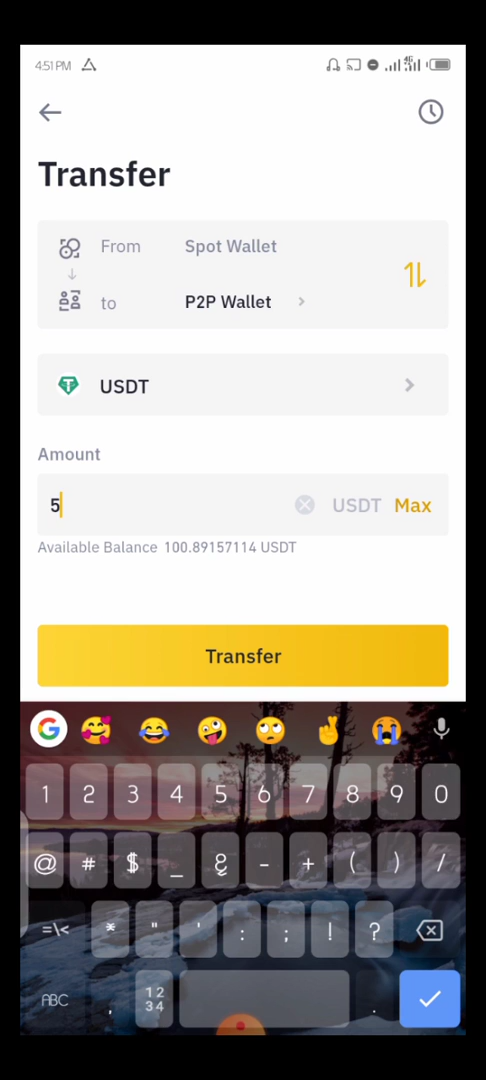 4:51 PM 4G
Transfer
From Spot Wallet
to P2P Wallet
USDT
Amount
5 USDT Max
Available Balance 100.89157114 USDT
Transfer
G
1 2 3 4 5 6 7 8 9 0
@ # $ _ & - + ( ) /
=\< * " ' : ; ! ?
ABC , 12 .
34